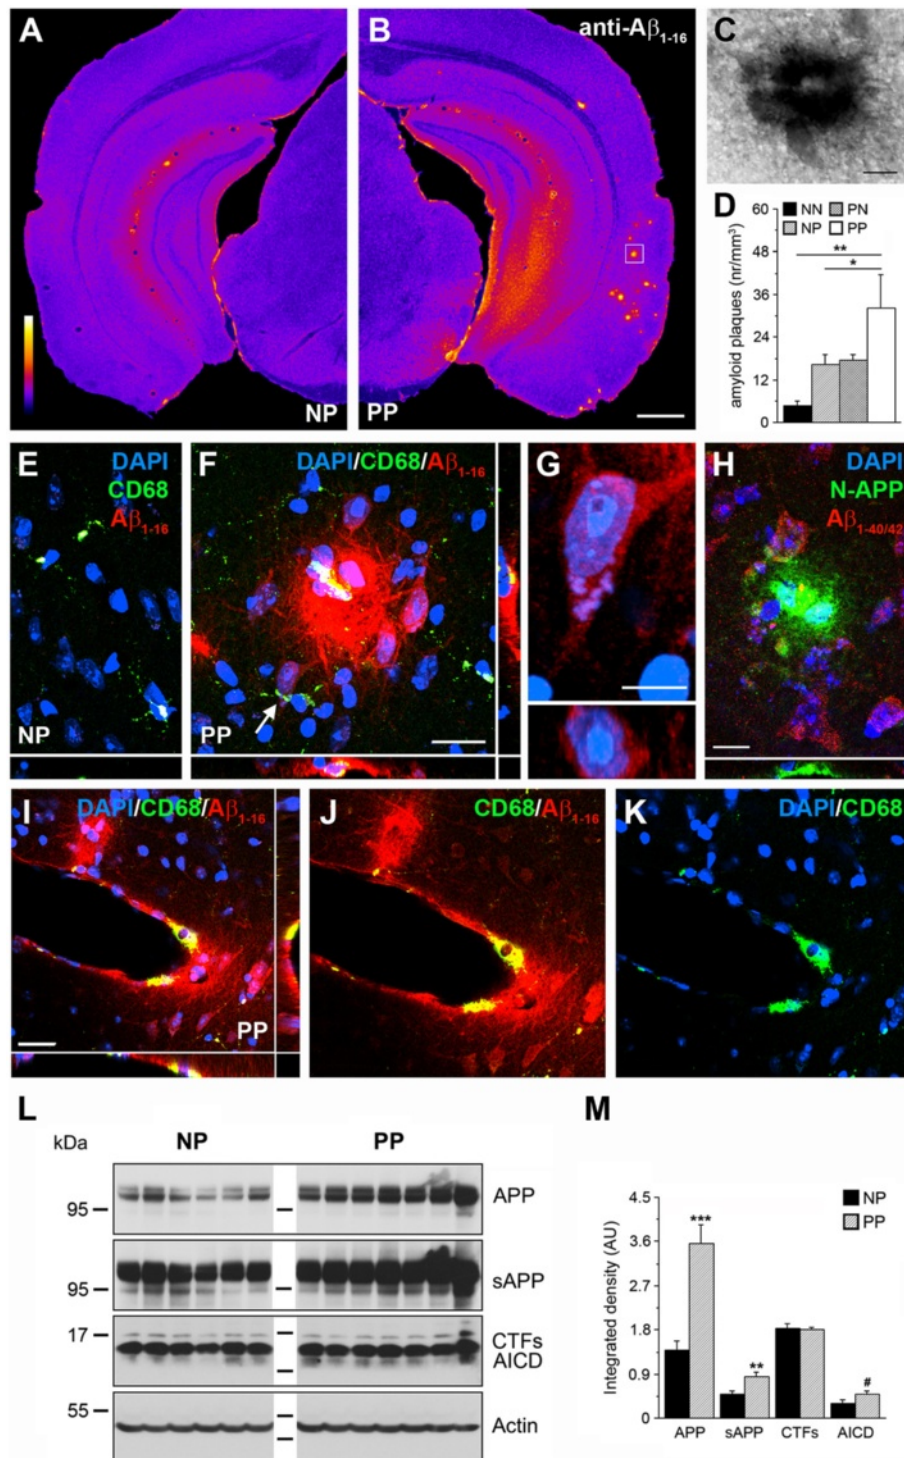 A
B
anti-Aβ1-16
C
NP
PP
D
NN
PN
NP
PP
amyloid plaques (nr/mm³)
60
48
36
24
12
0
**
*
E
DAPI
CD68
Aβ1-16
NP
F
DAPI/CD68/Aβ1-16
PP
G
H
DAPI
N-APP
Aβ1-40/42
I
DAPI/CD68/Aβ1-16
PP
J
CD68/Aβ1-16
K
DAPI/CD68
L
kDa
NP
PP
95
APP
95
sAPP
17
CTFs
AICD
55
Actin
M
NP
PP
Integrated density (AU)
4.5
3.6
2.7
1.8
0.9
0
***
**
#
APP
sAPP
CTFs
AICD